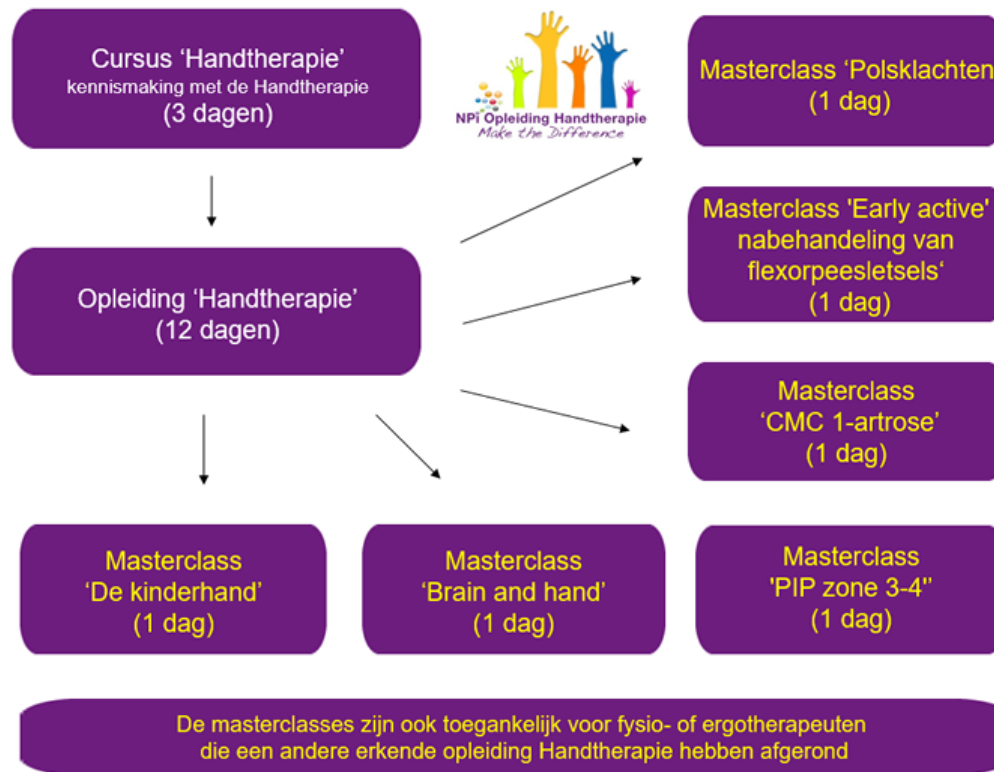 Cursus ‘Handtherapie’
kennismaking met de Handtherapie
(3 dagen)
NPi Opleiding Handtherapie
Make the Difference
Masterclass ‘Polsklachten
(1 dag)
Masterclass 'Early active'
nabehandeling van
flexorpeesletsels‘
(1 dag)
Opleiding ‘Handtherapie’
(12 dagen)
Masterclass
‘CMC 1-artrose’
(1 dag)
Masterclass
‘De kinderhand’
(1 dag)
Masterclass
‘Brain and hand’
(1 dag)
Masterclass
'PIP zone 3-4''
(1 dag)
De masterclasses zijn ook toegankelijk voor fysio- of ergotherapeuten
die een andere erkende opleiding Handtherapie hebben afgerond